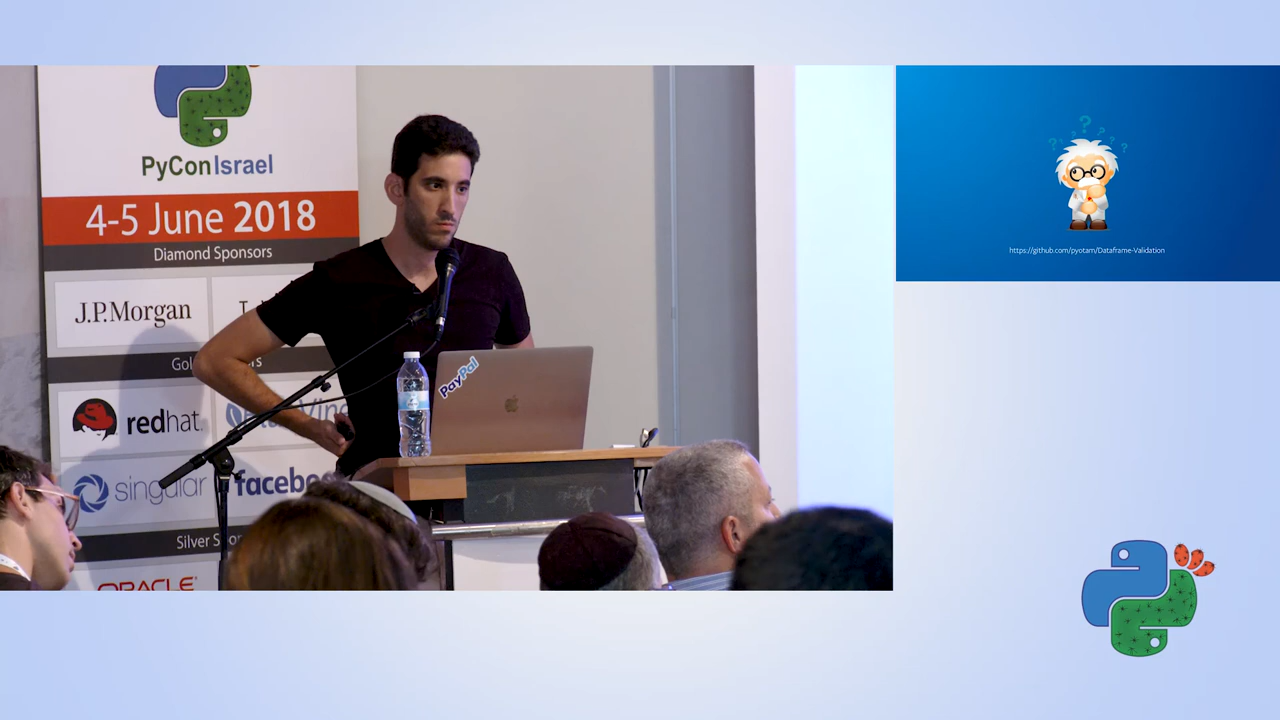 PyConIsrael
4-5 June 2018
Diamond Sponsors
J.P.Morgan
redhat.
singular
facebo
Silver
ORACLE
PayPal
https://github.com/pyotam/Dataframe-Validation